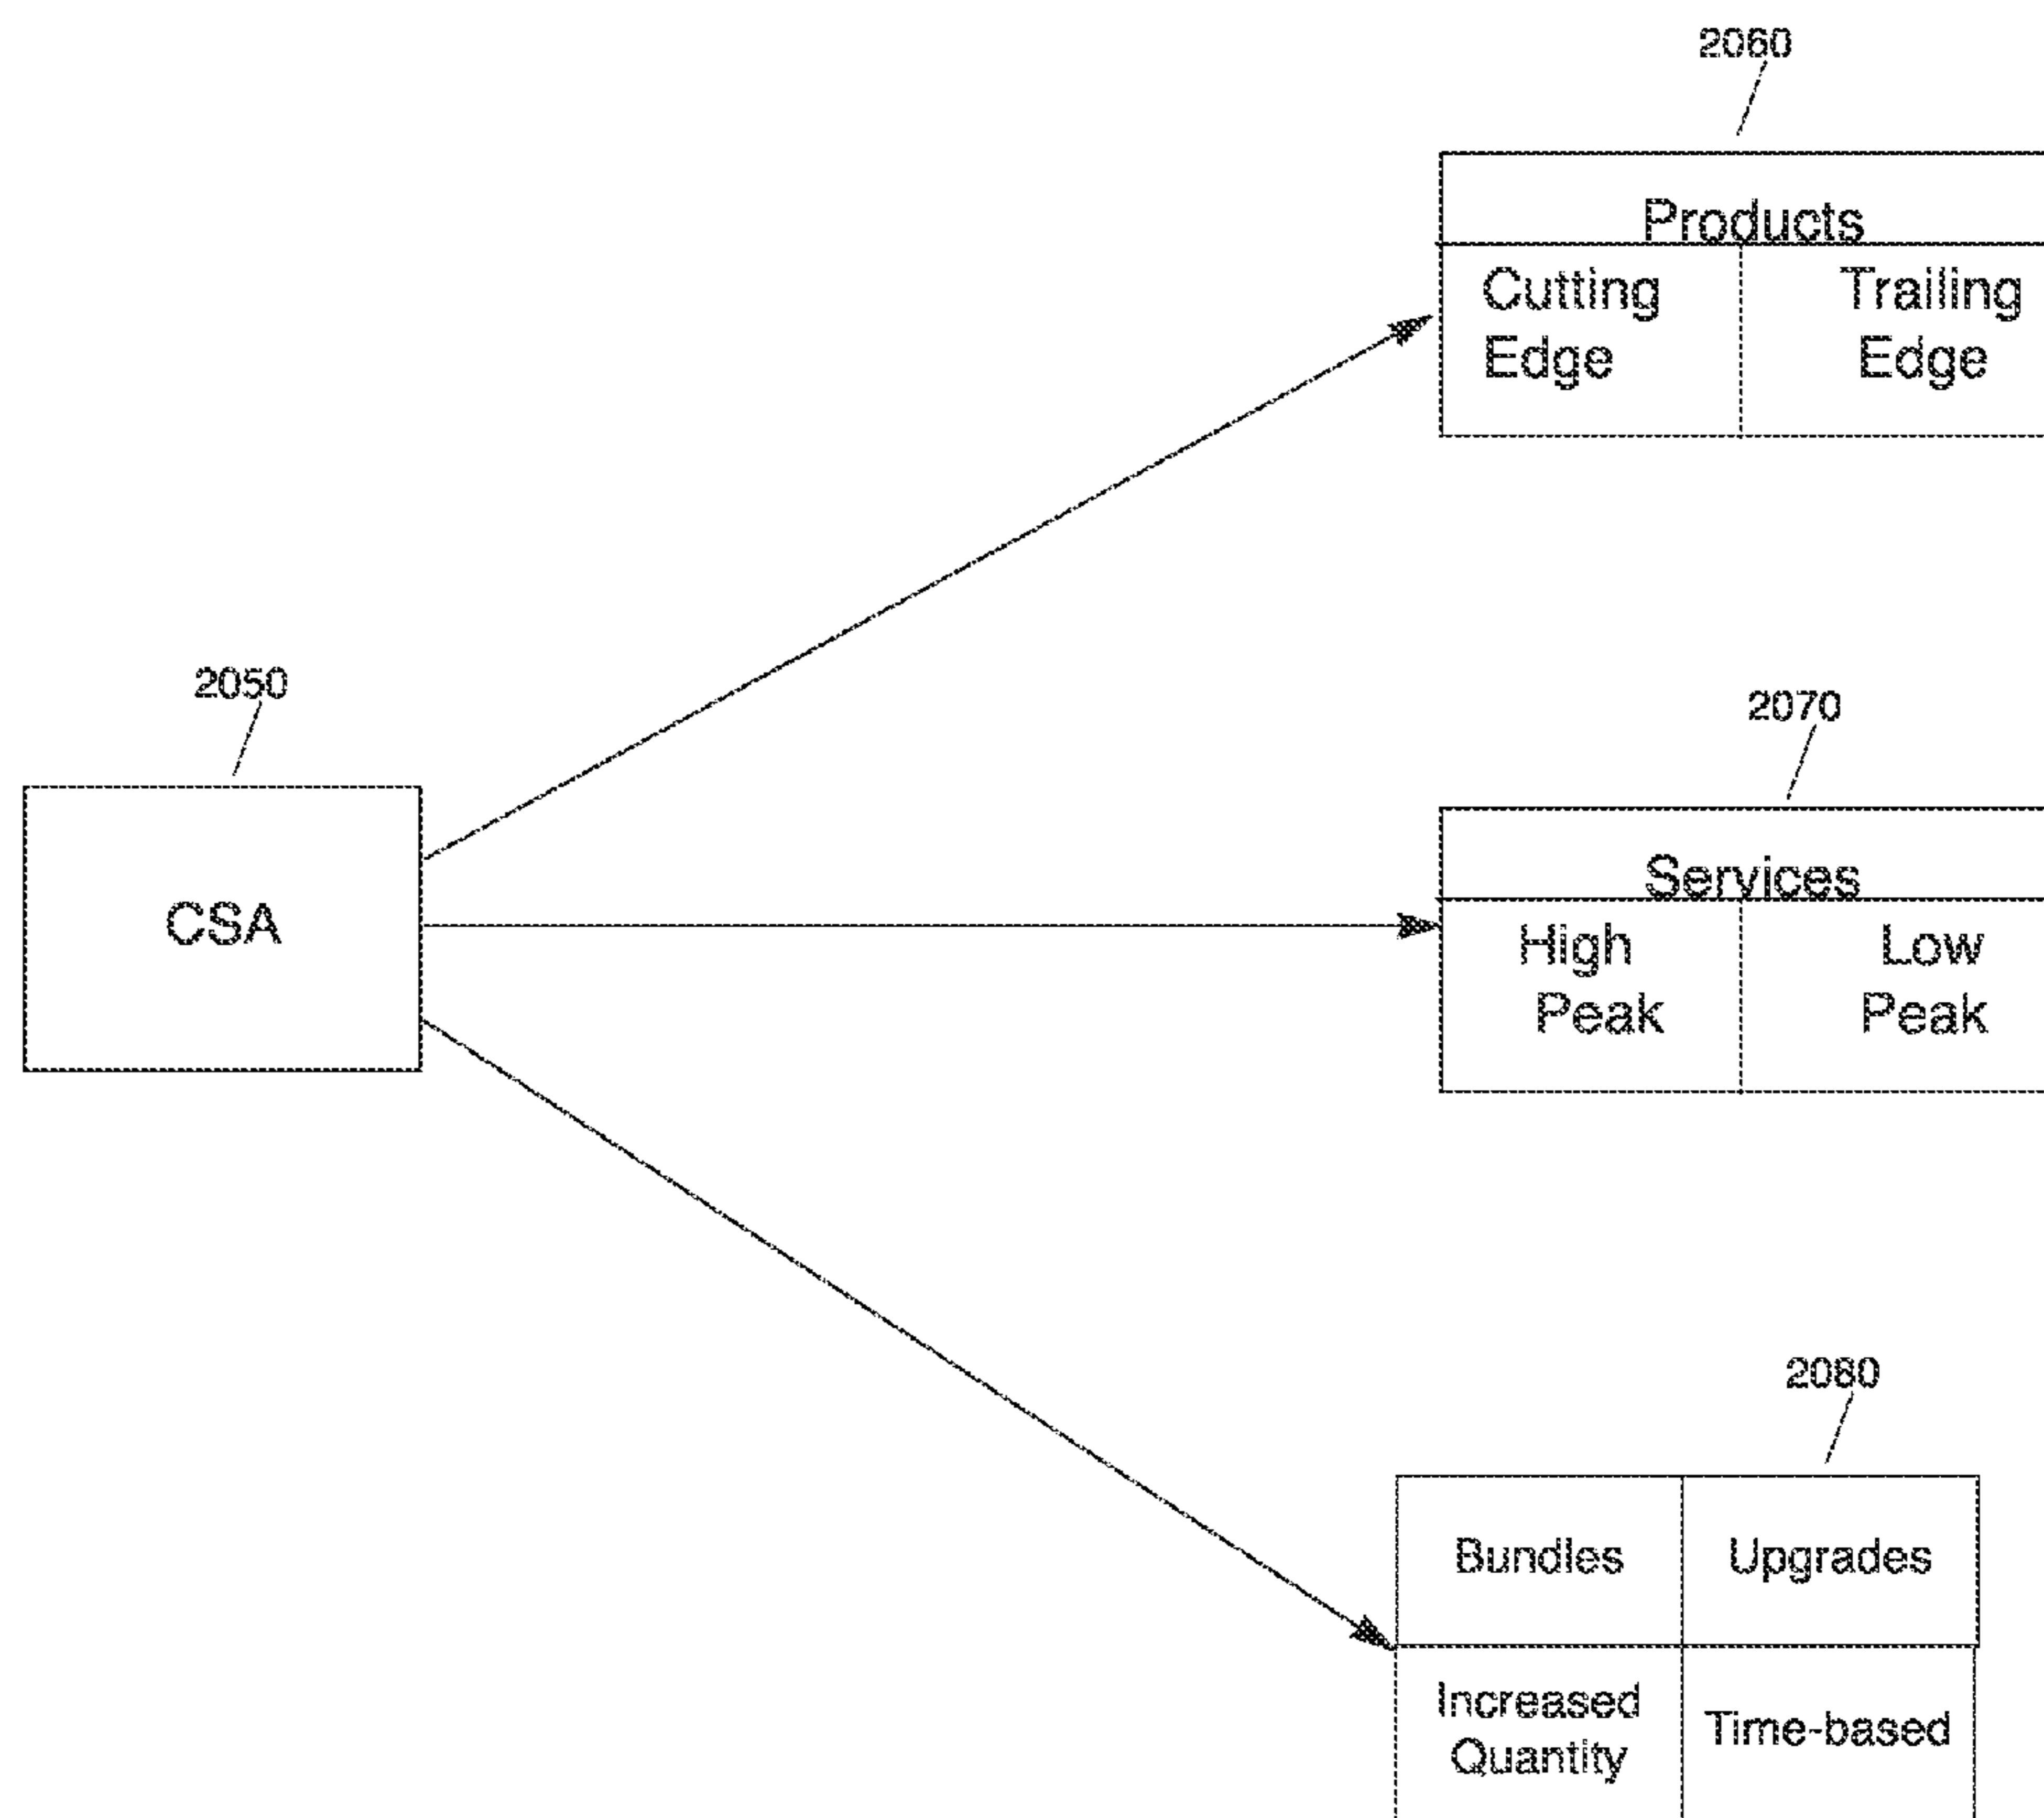 2060
Products
Cutting
Edge
Trailing
Edge
2050
CSA
2070
Services
High
Peak
Low
Peak
2080
Bundles
Upgrades
Increased
Quantity
Time-based